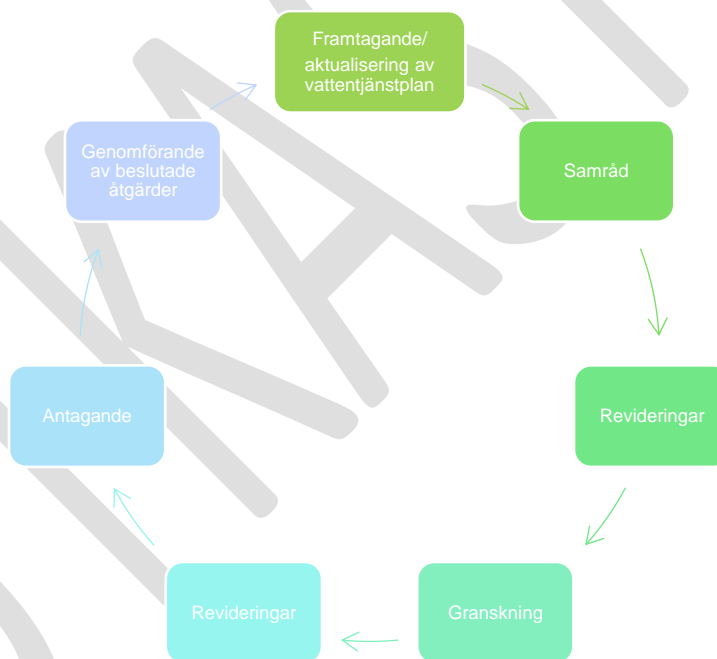 Framtagande/
aktualisering av
vattentjänstplan
Samråd
Revideringar
Granskning
Revideringar
Antagande
Genomförande
av beslutade
åtgärder